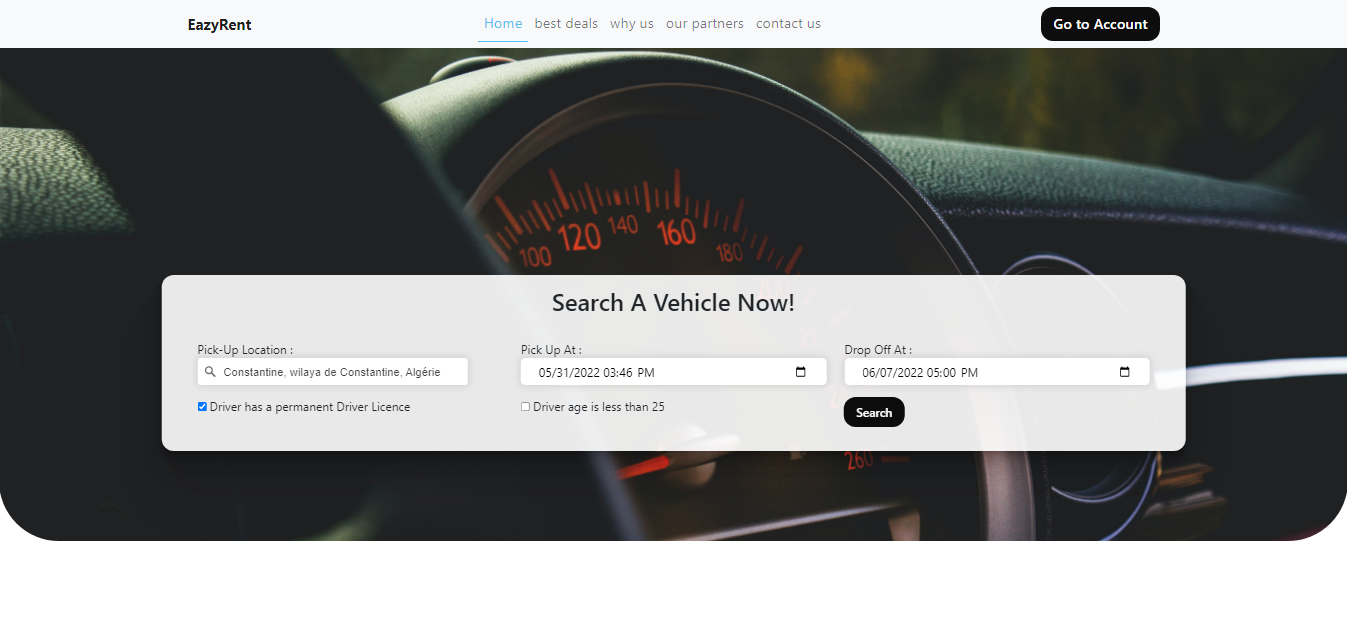 EazyRent
Home best deals why us our partners contact us
Go to Account
100 120 140 160 180
Search A Vehicle Now!
Pick-Up Location : Pick Up At : Drop Off At :
Constantine, wilaya de Constantine, Algérie 05/31/2022 03:46 PM 06/07/2022 05:00 PM
Driver has a permanent Driver Licence Driver age is less than 25 Search
260